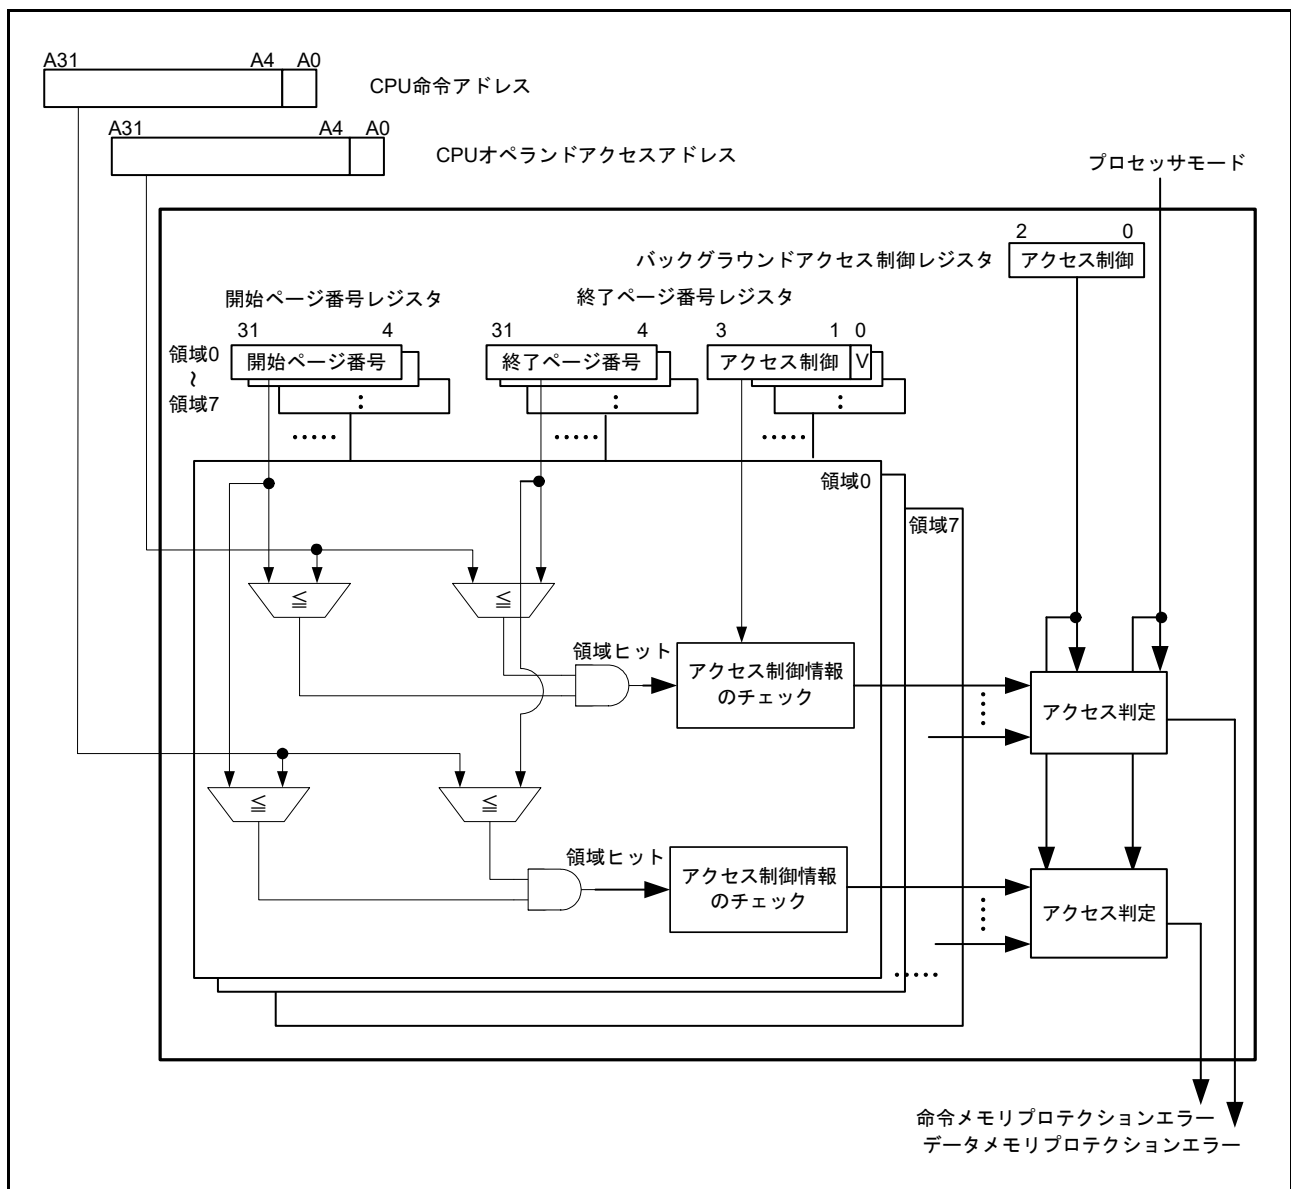 A31 A4 A0
CPU命令アドレス
A31 A4 A0
CPUオペランドアクセスアドレス
プロセッサモード
2 0
バックグラウンドアクセス制御レジスタ アクセス制御
開始ページ番号レジスタ 終了ページ番号レジスタ
31 4 31 4 3 1 0
領域0 開始ページ番号 終了ページ番号 アクセス制御 V
~
領域7
: : :
..... ..... .....
領域0
領域7
≦ ≦
領域ヒット
アクセス制御情報
のチェック
アクセス判定
≦ ≦
領域ヒット
アクセス制御情報
のチェック
アクセス判定
.....
命令メモリプロテクションエラー
データメモリプロテクションエラー